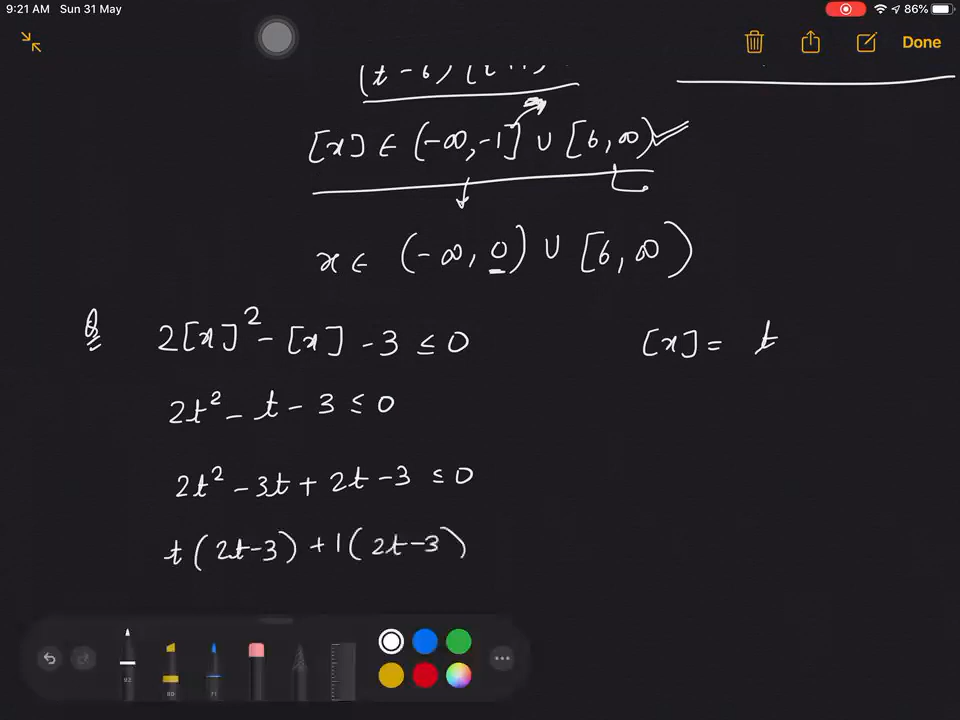 9:21 AM Sun 31 May 86%
Done
[x] ∈ (-∞, -1] ∪ [6, ∞)
x ∈ (-∞, 0) ∪ [6, ∞)
Q 2[x]² - [x] - 3 ≤ 0 [x] = t
2t² - t - 3 ≤ 0
2t² - 3t + 2t - 3 ≤ 0
t(2t-3) + 1(2t-3)